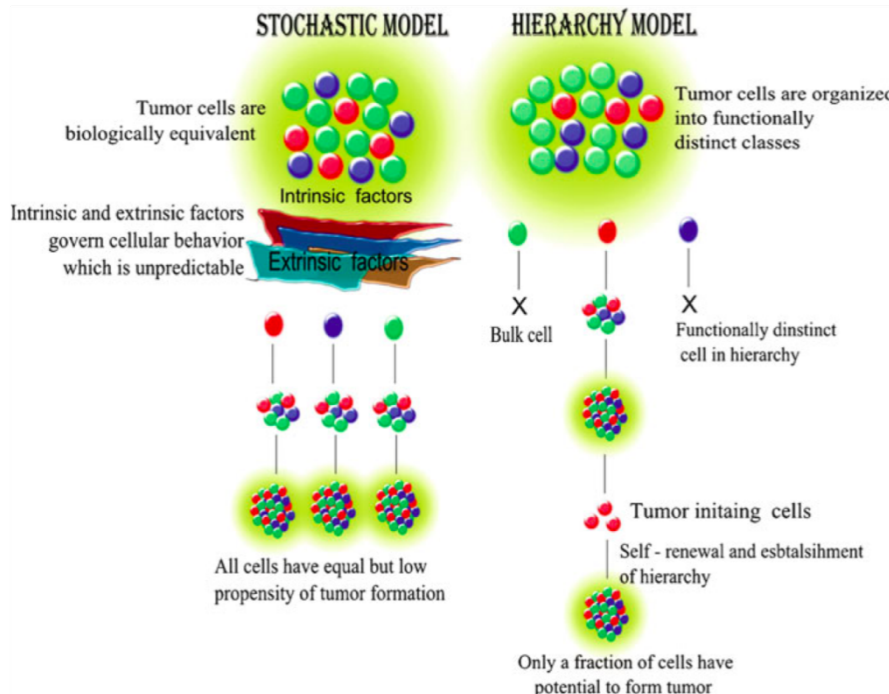 STOCHASTIC MODEL
Tumor cells are
biologically equivalent
Intrinsic factors
Intrinsic and extrinsic factors
govern cellular behavior
which is unpredictable
Extrinsic factors
All cells have equal but low
propensity of tumor formation
HIERARCHY MODEL
Tumor cells are organized
into functionally
distinct classes
X
Bulk cell
X
Functionally dinstinct
cell in hierarchy
Tumor initaing cells
Self - renewal and esbtalsihment
of hierarchy
Only a fraction of cells have
potential to form tumor